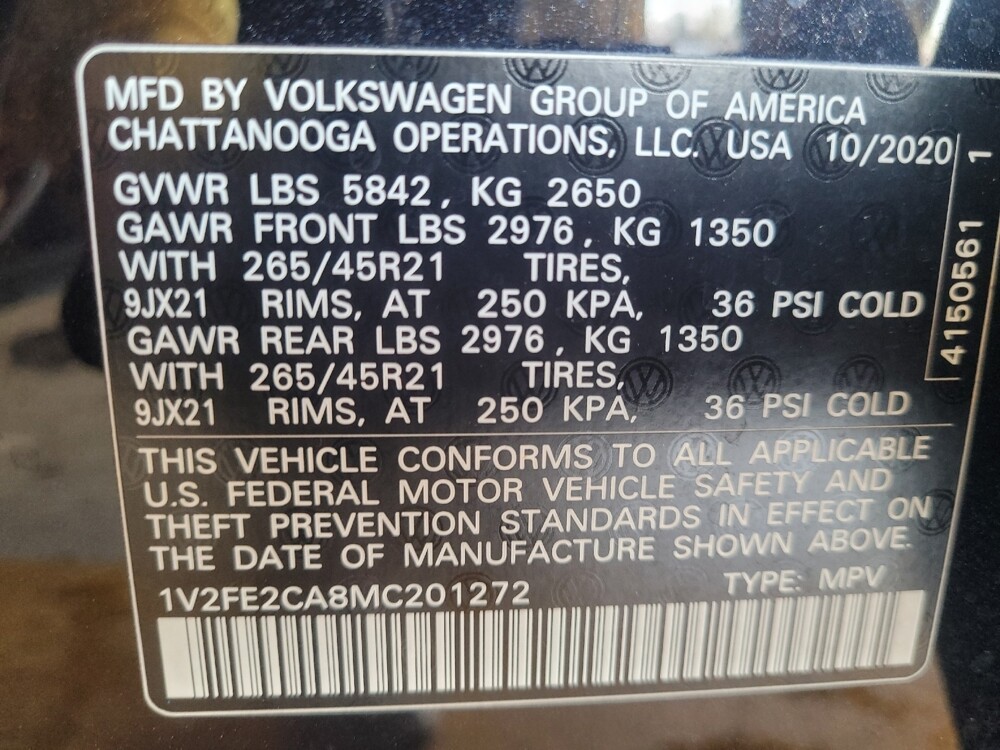 MFD BY VOLKSWAGEN GROUP OF AMERICA
CHATTANOOGA OPERATIONS, LLC. USA 10/2020
GVWR LBS 5842, KG 2650
GAWR FRONT LBS 2976, KG 1350
WITH 265/45R21 TIRES,
9JX21 RIMS, AT 250 KPA, 36 PSI COLD
GAWR REAR LBS 2976, KG 1350
WITH 265/45R21 TIRES,
9JX21 RIMS, AT 250 KPA, 36 PSI COLD
4150561 1
THIS VEHICLE CONFORMS TO ALL APPLICABLE
U.S. FEDERAL MOTOR VEHICLE SAFETY AND
THEFT PREVENTION STANDARDS IN EFFECT ON
THE DATE OF MANUFACTURE SHOWN ABOVE.
1V2FE2CA8MC201272 TYPE: MPV